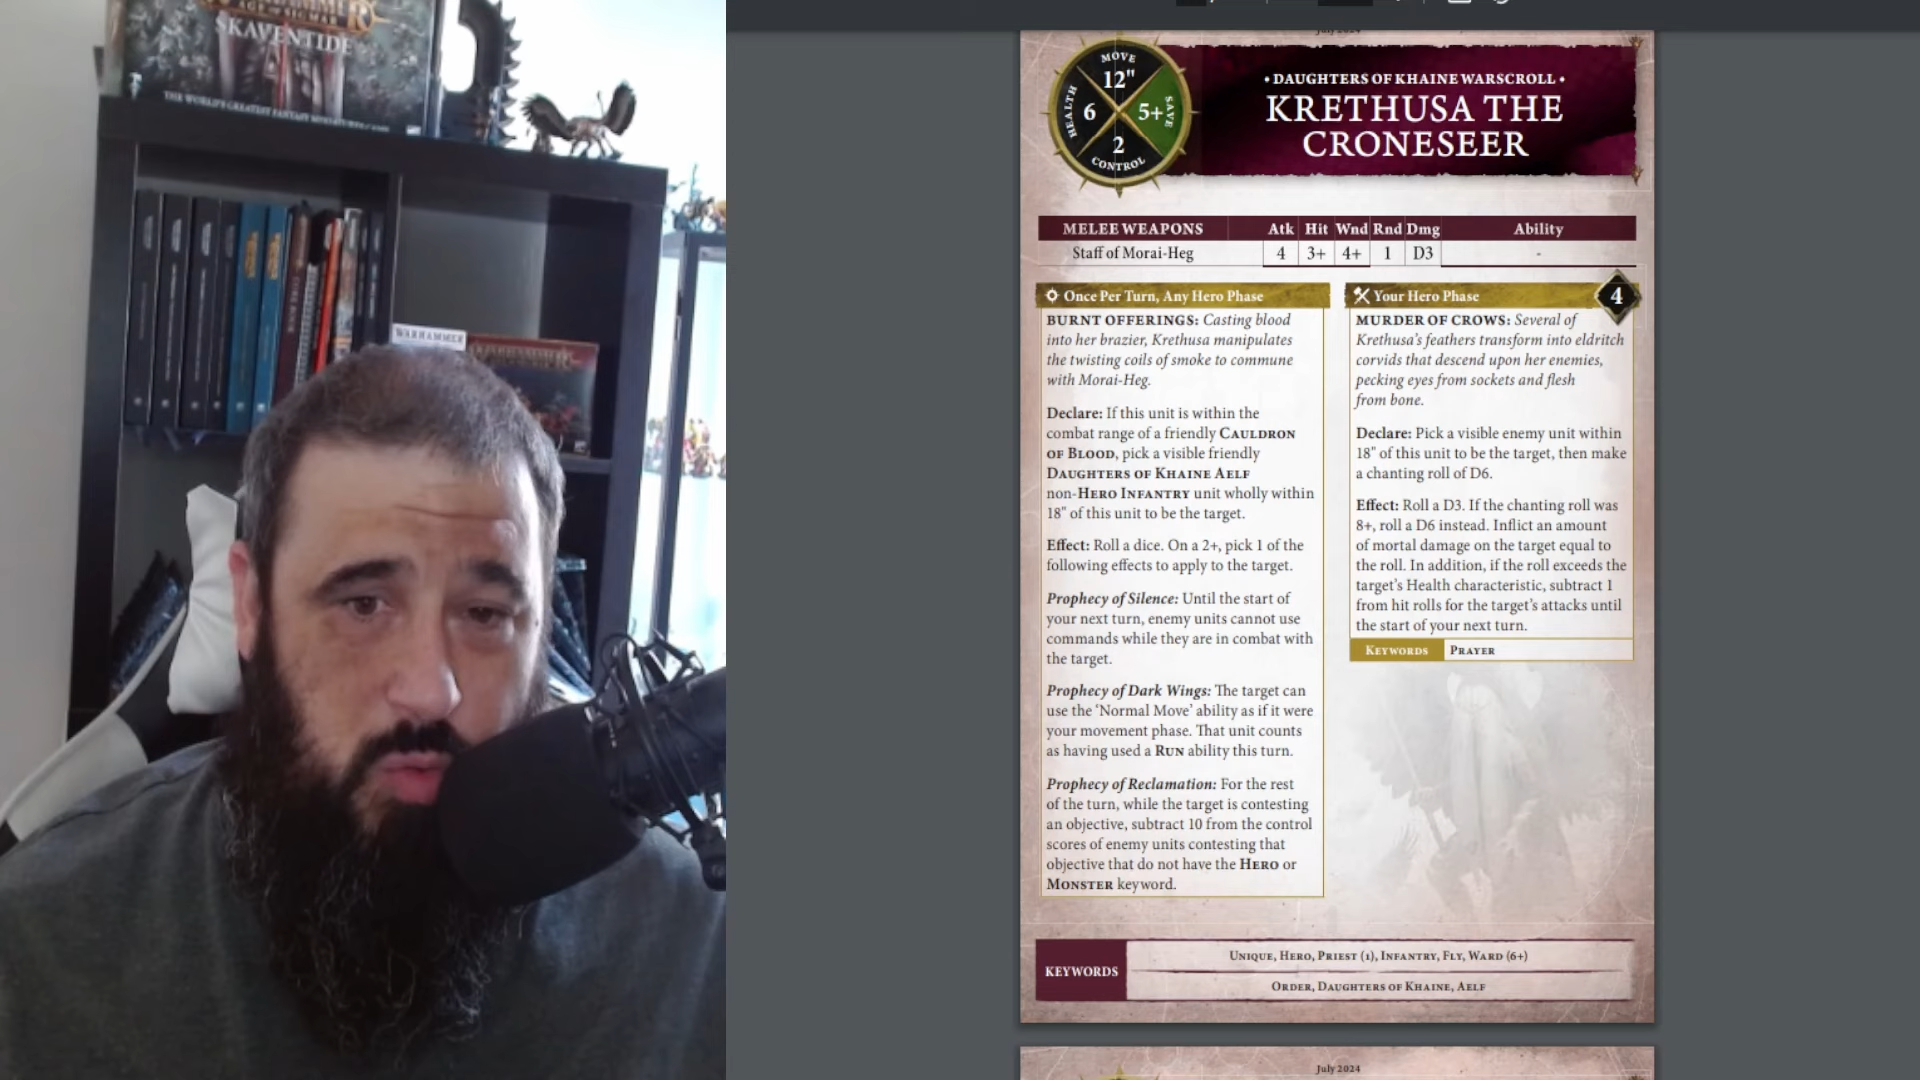 AGE OF SIGMAR
SKAVENTIDE
THE WORLD'S GREATEST FANTASY MINIATURES GAME
WARHAMMER
July 2024
MOVE
12"
HEALTH
6
5+
SAVE
2
CONTROL
• DAUGHTERS OF KHAINE WARSCROLL •
KRETHUSA THE
CRONESEER
MELEE WEAPONS Atk Hit Wnd Rnd Dmg Ability
Staff of Morai-Heg 4 3+ 4+ 1 D3 -
Once Per Turn, Any Hero Phase
BURNT OFFERINGS: Casting blood
into her brazier, Krethusa manipulates
the twisting coils of smoke to commune
with Morai-Heg.
Declare: If this unit is within the
combat range of a friendly CAULDRON
OF BLOOD, pick a visible friendly
DAUGHTERS OF KHAINE AELF
non-HERO INFANTRY unit wholly within
18" of this unit to be the target.
Effect: Roll a dice. On a 2+, pick 1 of the
following effects to apply to the target.
Prophecy of Silence: Until the start of
your next turn, enemy units cannot use
commands while they are in combat with
the target.
Prophecy of Dark Wings: The target can
use the ‘Normal Move’ ability as if it were
your movement phase. That unit counts
as having used a RUN ability this turn.
Prophecy of Reclamation: For the rest
of the turn, while the target is contesting
an objective, subtract 10 from the control
scores of enemy units contesting that
objective that do not have the HERO or
MONSTER keyword.
Your Hero Phase
4
MURDER OF CROWS: Several of
Krethusa's feathers transform into eldritch
corvids that descend upon her enemies,
pecking eyes from sockets and flesh
from bone.
Declare: Pick a visible enemy unit within
18" of this unit to be the target, then make
a chanting roll of D6.
Effect: Roll a D3. If the chanting roll was
8+, roll a D6 instead. Inflict an amount
of mortal damage on the target equal to
the roll. In addition, if the roll exceeds the
target's Health characteristic, subtract 1
from hit rolls for the target's attacks until
the start of your next turn.
KEYWORDS PRAYER
KEYWORDS
UNIQUE, HERO, PRIEST (1), INFANTRY, FLY, WARD (6+)
ORDER, DAUGHTERS OF KHAINE, AELF
July 2024